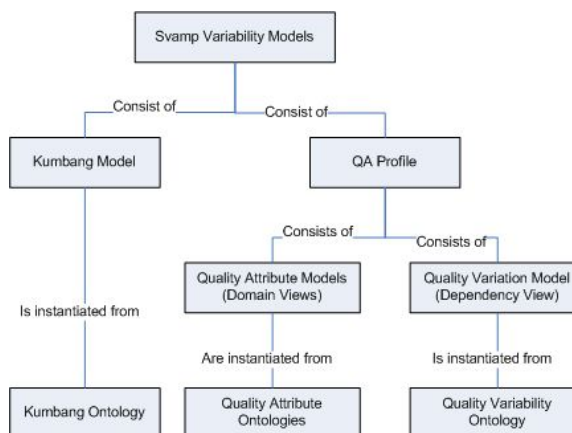 Svamp Variability Models
Consist of
Consist of
Kumbang Model
QA Profile
Consists of
Consists of
Quality Attribute Models
(Domain Views)
Quality Variation Model
(Dependency View)
Is instantiated from
Are instantiated from
Is instantiated from
Kumbang Ontology
Quality Attribute
Ontologies
Quality Variability
Ontology